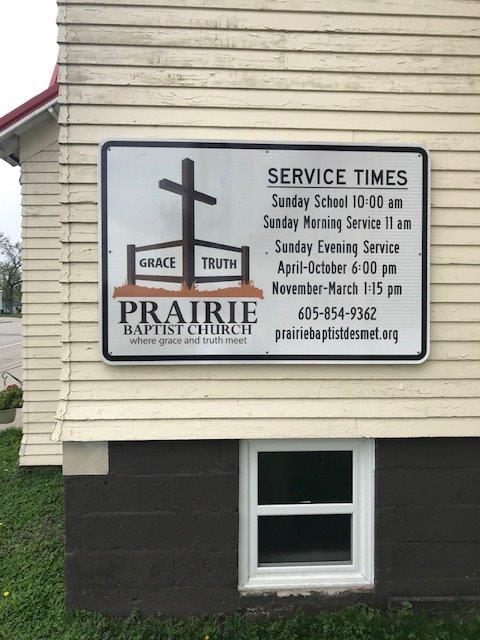 GRACE TRUTH
PRAIRIE
BAPTIST CHURCH
where grace and truth meet
SERVICE TIMES
Sunday School 10:00 am
Sunday Morning Service 11 am
Sunday Evening Service
April-October 6:00 pm
November-March 1:15 pm
605-854-9362
prairiebaptistdesmet.org